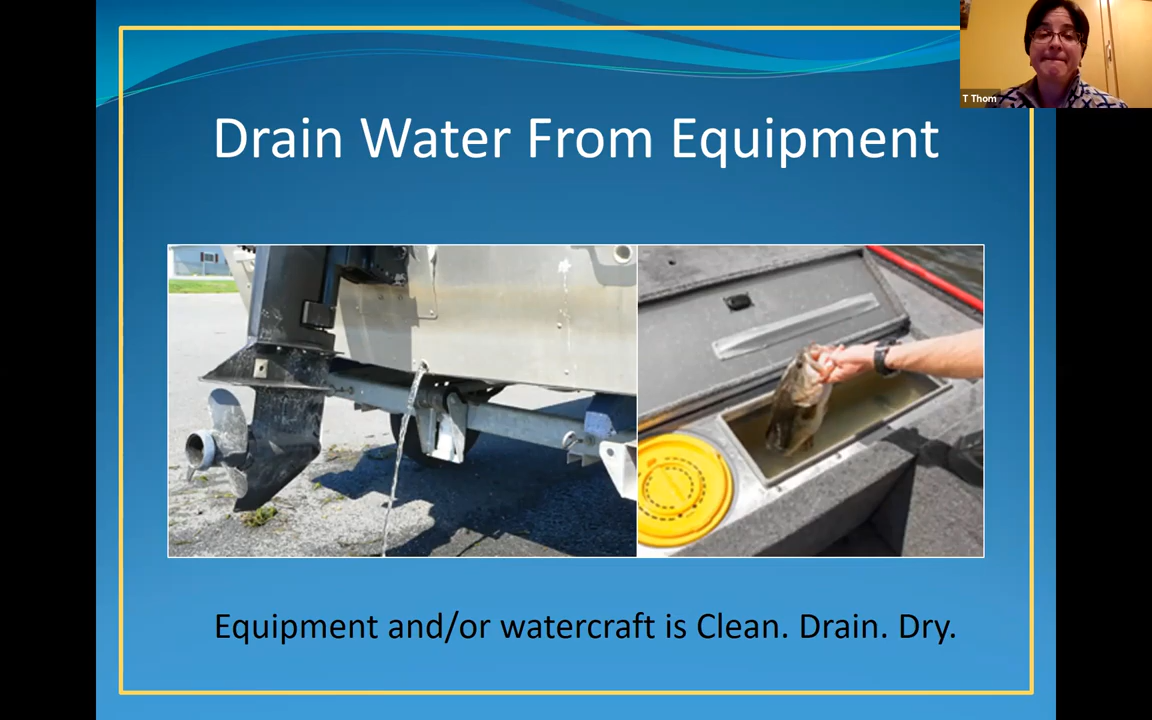 T Thom
Drain Water From Equipment
Equipment and/or watercraft is Clean. Drain. Dry.